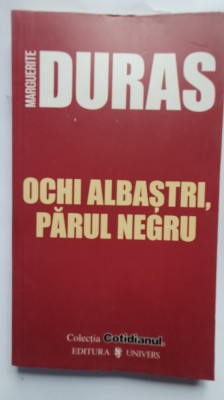 MARGUERITE
DURAS
OCHI ALBAȘTRI,
PĂRUL NEGRU
Colecția Cotidianul
EDITURA UNIVERS